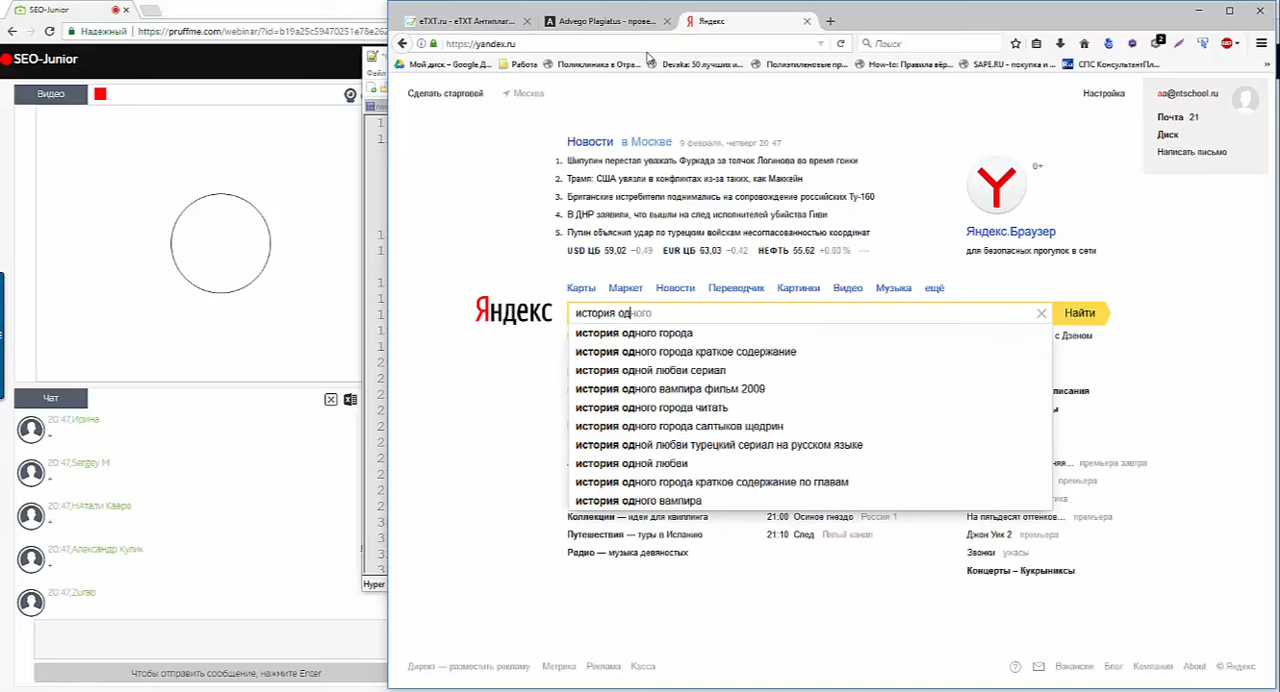 SEO-Junior
Надежный
https://pruffme.com/webinar/?id=b19a25c59470251e78e262
SEO-Junior
Видео
Чат
20:47,Ирина
+
20:47,Sergey M
+
20:47,НАтали Кааре
+
20:47,Александр Кулик
+
20:47,Zurab
+
Чтобы отправить сообщение, нажмите Enter
Файл
Hyper
eTXT.ru - eTXT Антиплаг...
Advego Plagiatus - прове...
Яндекс
https://yandex.ru
Поиск
Мой диск – Google Д...
Работа
Поликлиника в Отра...
Devaka: 50 лучших и...
Полиэтиленовые пр...
How-to: Правила вёр...
SAPE.RU - покупка и ...
СПС КонсультантПл...
Сделать стартовой
Москва
Настройка
aa@ntschool.ru
Почта 21
Диск
Написать письмо
Новости в Москве 9 февраля, четверг 20:47
1. Шипулин перестал уважать Фуркада за толчок Логинова во время гонки
2. Трамп: США увязли в конфликтах из-за таких, как Маккейн
3. Британские истребители поднимались на сопровождение российских Ту-160
4. В ДНР заявили, что вышли на след исполнителей убийства Гиви
5. Путин объяснил удар по турецким войскам несогласованностью координат
USD ЦБ 59,02 −0,49 EUR ЦБ 63,03 −0,42 НЕФТЬ 55,62 +0,80% ...
0+
Яндекс.Браузер
для безопасных прогулок в сети
Карты Маркет Новости Переводчик Картинки Видео Музыка ещё
Яндекс
история одного
Найти
история одного города
история одного города краткое содержание
история одной любви сериал
история одного вампира фильм 2009
история одного города читать
история одного города салтыков щедрин
история одной любви турецкий сериал на русском языке
история одной любви
история одного города краткое содержание по главам
история одного вампира
с Дзеном
премьера завтра
премьера
Коллекции — идеи для квиллинга
Путешествия — туры в Испанию
Радио — музыка девяностых
21:00 Осиное гнездо Россия 1
21:10 След Пятый канал
На пятьдесят оттенков... премьера
Джон Уик 2 премьера
Звонки ужасы
Концерты – Кукрыниксы
Директ — разместить рекламу Метрика Реклама Касса
Вакансии Блог Компания About © Яндекс